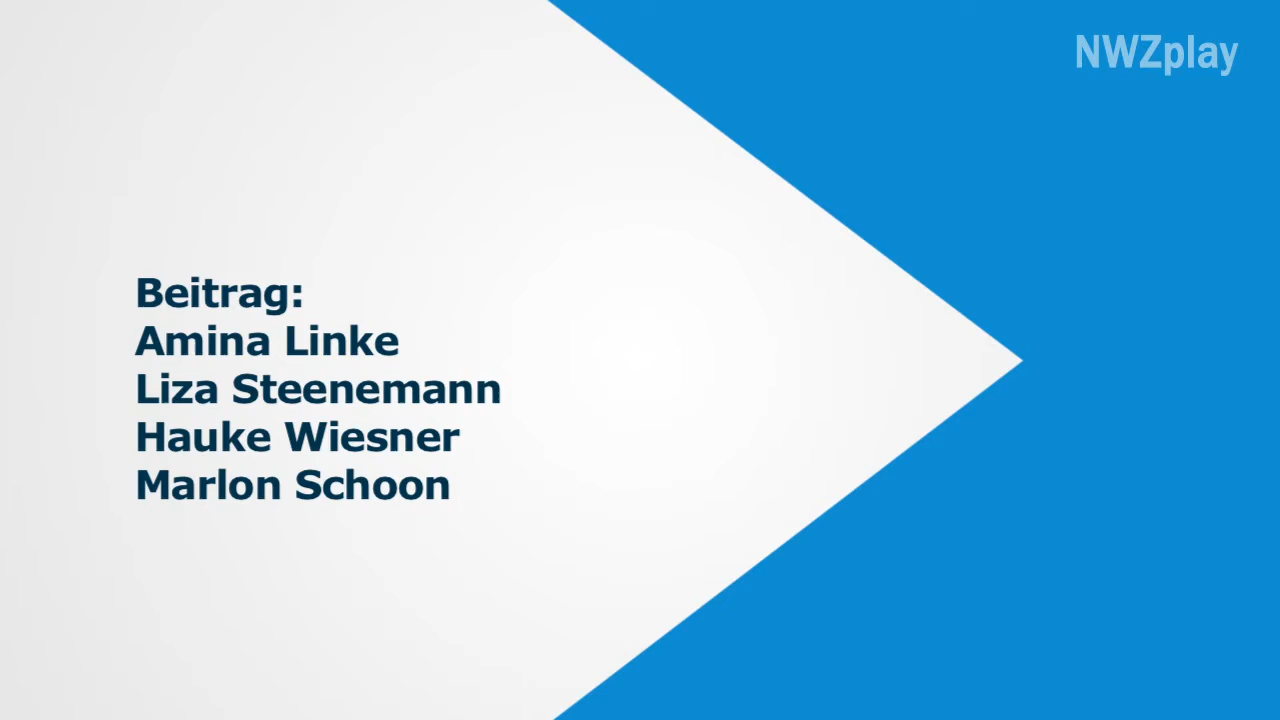 NWZplay
Beitrag:
Amina Linke
Liza Steenemann
Hauke Wiesner
Marlon Schoon